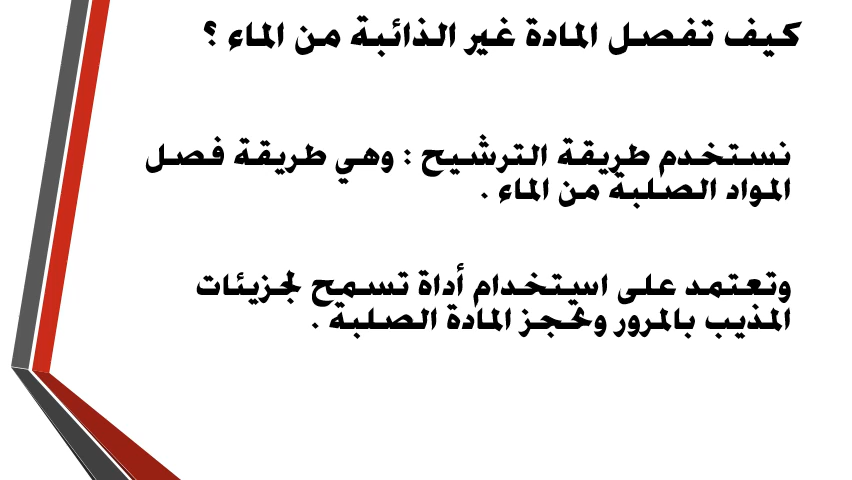 كيف تفصل المادة غير الذائبة من الماء ؟
نستخدم طريقة الترشيح : وهي طريقة فصل
المواد الصلبة من الماء .
وتعتمد على استخدام أداة تسمح لجزيئات
المذيب بالمرور وتحجز المادة الصلبة .